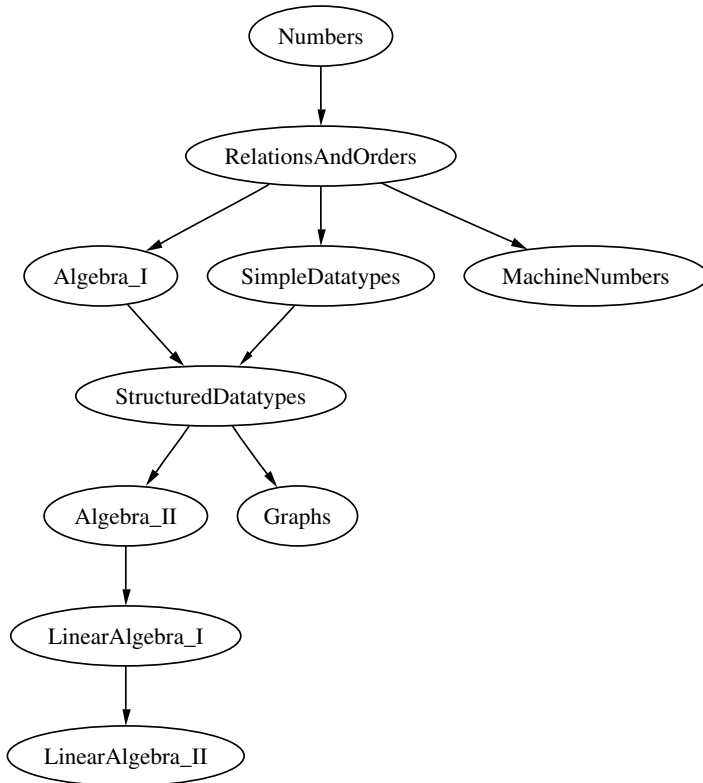 Numbers
RelationsAndOrders
Algebra_I
SimpleDatatypes
MachineNumbers
StructuredDatatypes
Algebra_II
Graphs
LinearAlgebra_I
LinearAlgebra_II